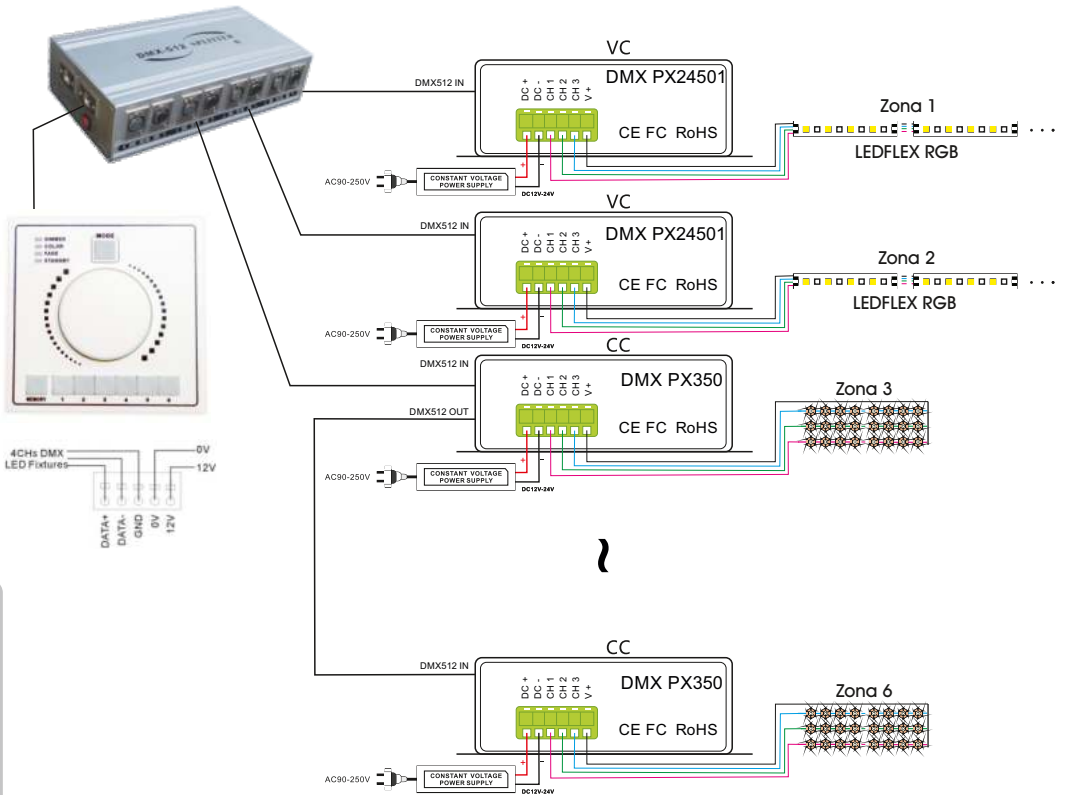 DMX-512 SPLITTER
VC
DMX512 IN
DMX PX24501
DC +
DC -
CH 1
CH 2
CH 3
V +
CE FC RoHS
+
-
AC90-250V
CONSTANT VOLTAGE
POWER SUPPLY
DC12V-24V
Zona 1
LEDFLEX RGB
...
VC
DMX512 IN
DMX PX24501
DC +
DC -
CH 1
CH 2
CH 3
V +
CE FC RoHS
+
-
AC90-250V
CONSTANT VOLTAGE
POWER SUPPLY
DC12V-24V
Zona 2
LEDFLEX RGB
...
DIMMER
COLOR
FADE
STANDBY
MODE
MEMORY 1 2 3 4 5 6
4CHs DMX
LED Fixtures
0V
12V
DATA+
DATA-
GND
0V
12V
CC
DMX512 IN
DMX512 OUT
DMX PX350
DC +
DC -
CH 1
CH 2
CH 3
V +
CE FC RoHS
+
-
AC90-250V
CONSTANT VOLTAGE
POWER SUPPLY
DC12V-24V
Zona 3
~
CC
DMX512 IN
DMX PX350
DC +
DC -
CH 1
CH 2
CH 3
V +
CE FC RoHS
+
-
AC90-250V
CONSTANT VOLTAGE
POWER SUPPLY
DC12V-24V
Zona 6